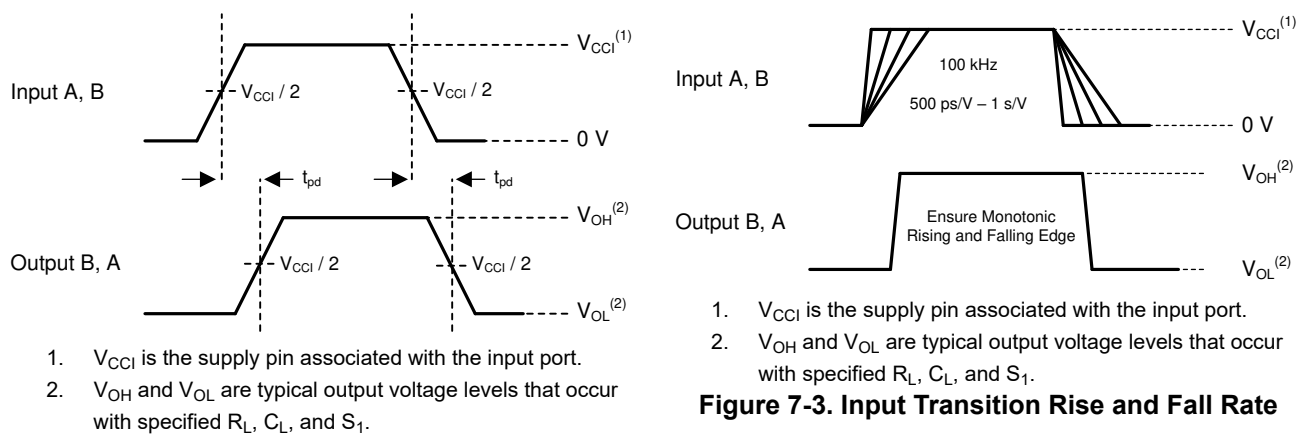 V_CCI^(1)
Input A, B
V_CCI / 2
V_CCI / 2
0 V
t_pd
t_pd
V_OH^(2)
Output B, A
V_CCI / 2
V_CCI / 2
V_OL^(2)
1. V_CCI is the supply pin associated with the input port.
2. V_OH and V_OL are typical output voltage levels that occur
with specified R_L, C_L, and S_1.
V_CCI^(1)
Input A, B
100 kHz
500 ps/V – 1 s/V
0 V
V_OH^(2)
Output B, A
Ensure Monotonic
Rising and Falling Edge
V_OL^(2)
1. V_CCI is the supply pin associated with the input port.
2. V_OH and V_OL are typical output voltage levels that occur
with specified R_L, C_L, and S_1.
Figure 7-3. Input Transition Rise and Fall Rate